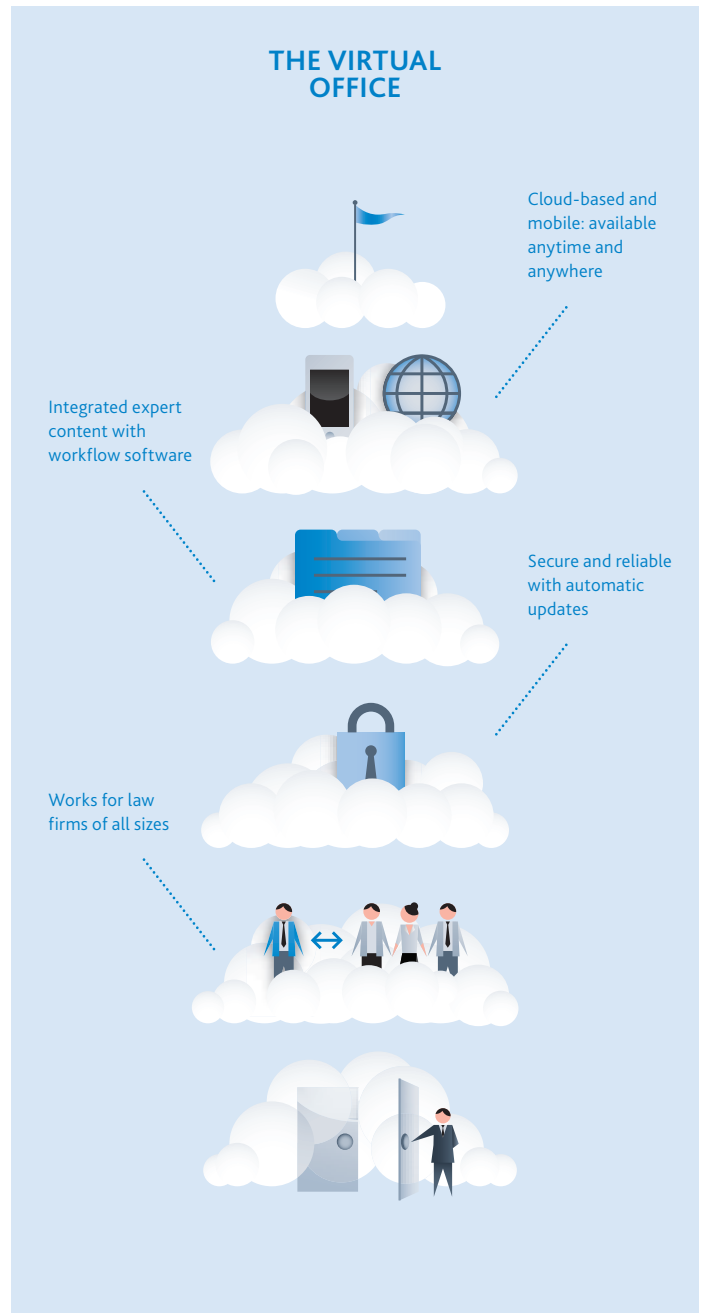 THE VIRTUAL
OFFICE
Cloud-based and
mobile: available
anytime and
anywhere
Integrated expert
content with
workflow software
Secure and reliable
with automatic
updates
Works for law
firms of all sizes